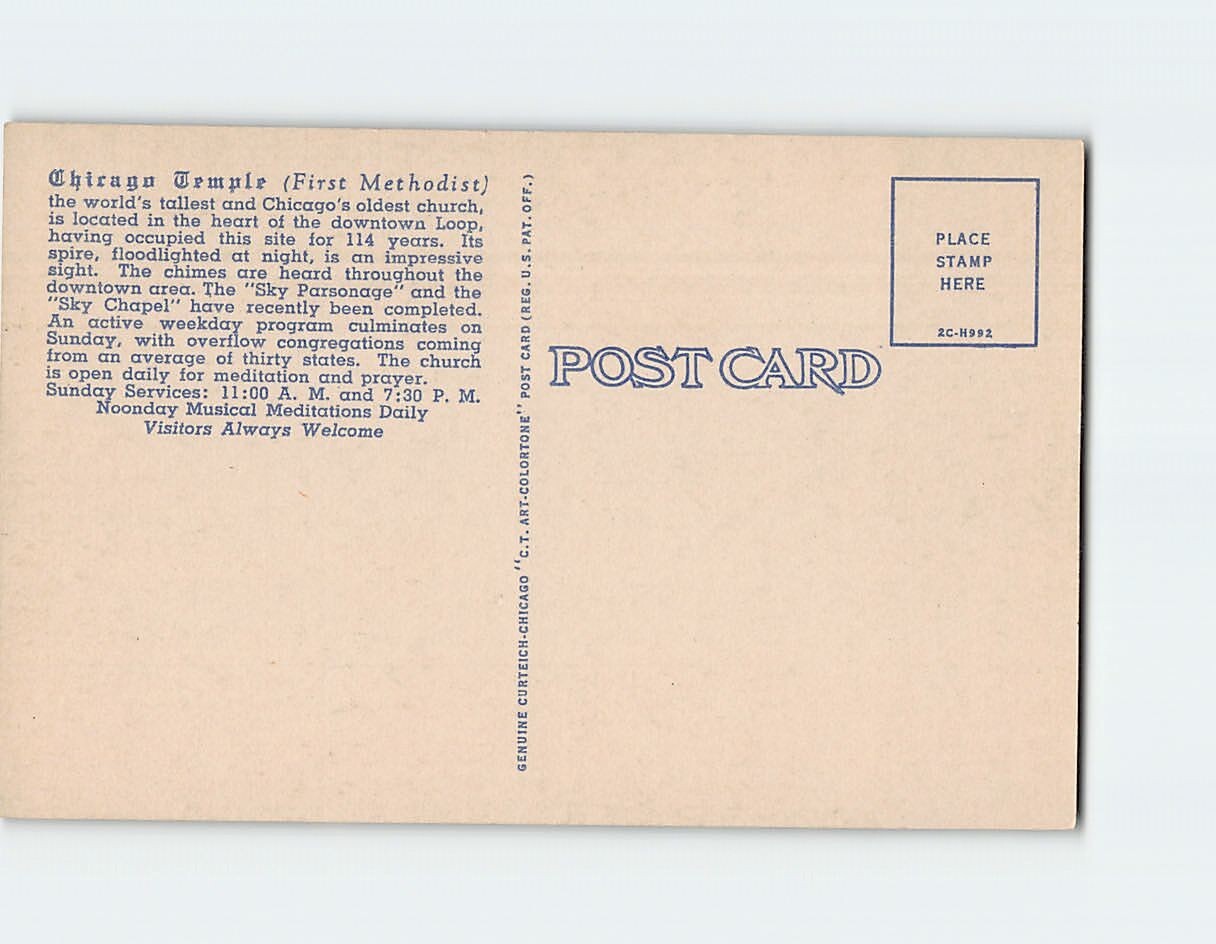 Chicago Temple (First Methodist)
the world's tallest and Chicago's oldest church,
is located in the heart of the downtown Loop,
having occupied this site for 114 years. Its
spire, floodlighted at night, is an impressive
sight. The chimes are heard throughout the
downtown area. The "Sky Parsonage" and the
"Sky Chapel" have recently been completed.
An active weekday program culminates on
Sunday, with overflow congregations coming
from an average of thirty states. The church
is open daily for meditation and prayer.
Sunday Services: 11:00 A. M. and 7:30 P. M.
Noonday Musical Meditations Daily
Visitors Always Welcome
GENUINE CURTEICH-CHICAGO "C.T. ART-COLORTONE" POST CARD (REG. U.S. PAT. OFF.)
POST CARD
PLACE
STAMP
HERE
2C-H992